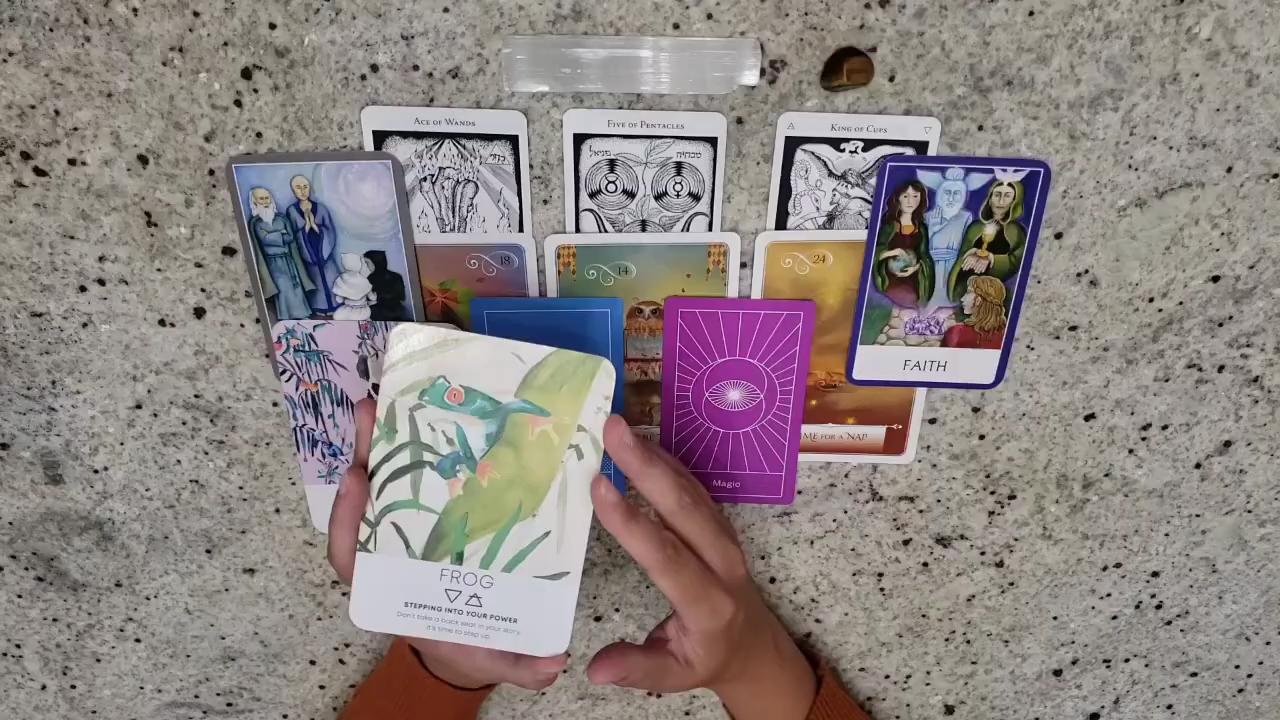 ACE OF WANDS
FIVE OF PENTACLES
KING OF CUPS
18
14
24
FAITH
TIME FOR A NAP
Magic
FROG
STEPPING INTO YOUR POWER
Don't take a back seat in your story,
it's time to step up.